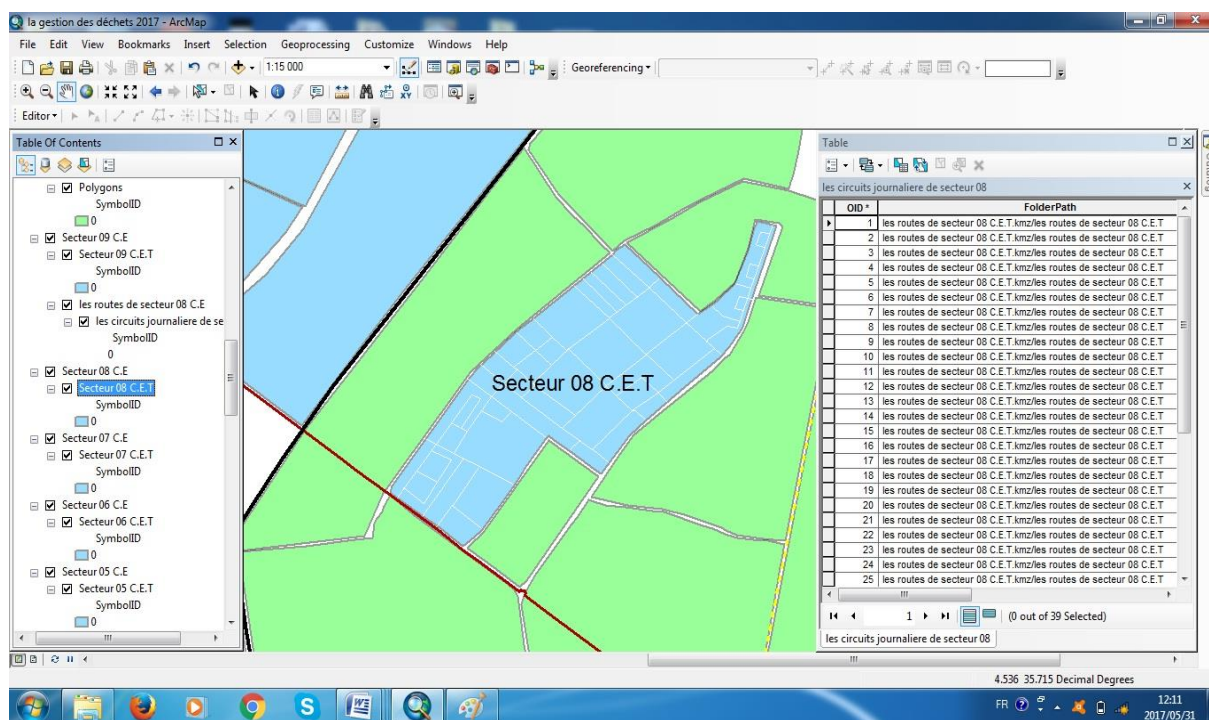 la gestion des déchets 2017 - ArcMap
File Edit View Bookmarks Insert Selection Geoprocessing Customize Windows Help
1:15 000
Georeferencing
Editor
Table Of Contents
Polygons
SymbolID
0
Secteur 09 C.E
Secteur 09 C.E.T
SymbolID
0
les routes de secteur 08 C.E
les circuits journaliere de se
SymbolID
0
Secteur 08 C.E
Secteur 08 C.E.T
SymbolID
0
Secteur 07 C.E
Secteur 07 C.E.T
SymbolID
0
Secteur 06 C.E
Secteur 06 C.E.T
SymbolID
0
Secteur 05 C.E
Secteur 05 C.E.T
SymbolID
0
Secteur 08 C.E.T
Table
les circuits journaliere de secteur 08
OID * FolderPath
1 les routes de secteur 08 C.E.T.kmz/les routes de secteur 08 C.E.T
2 les routes de secteur 08 C.E.T.kmz/les routes de secteur 08 C.E.T
3 les routes de secteur 08 C.E.T.kmz/les routes de secteur 08 C.E.T
4 les routes de secteur 08 C.E.T.kmz/les routes de secteur 08 C.E.T
5 les routes de secteur 08 C.E.T.kmz/les routes de secteur 08 C.E.T
6 les routes de secteur 08 C.E.T.kmz/les routes de secteur 08 C.E.T
7 les routes de secteur 08 C.E.T.kmz/les routes de secteur 08 C.E.T
8 les routes de secteur 08 C.E.T.kmz/les routes de secteur 08 C.E.T
9 les routes de secteur 08 C.E.T.kmz/les routes de secteur 08 C.E.T
10 les routes de secteur 08 C.E.T.kmz/les routes de secteur 08 C.E.T
11 les routes de secteur 08 C.E.T.kmz/les routes de secteur 08 C.E.T
12 les routes de secteur 08 C.E.T.kmz/les routes de secteur 08 C.E.T
13 les routes de secteur 08 C.E.T.kmz/les routes de secteur 08 C.E.T
14 les routes de secteur 08 C.E.T.kmz/les routes de secteur 08 C.E.T
15 les routes de secteur 08 C.E.T.kmz/les routes de secteur 08 C.E.T
16 les routes de secteur 08 C.E.T.kmz/les routes de secteur 08 C.E.T
17 les routes de secteur 08 C.E.T.kmz/les routes de secteur 08 C.E.T
18 les routes de secteur 08 C.E.T.kmz/les routes de secteur 08 C.E.T
19 les routes de secteur 08 C.E.T.kmz/les routes de secteur 08 C.E.T
20 les routes de secteur 08 C.E.T.kmz/les routes de secteur 08 C.E.T
21 les routes de secteur 08 C.E.T.kmz/les routes de secteur 08 C.E.T
22 les routes de secteur 08 C.E.T.kmz/les routes de secteur 08 C.E.T
23 les routes de secteur 08 C.E.T.kmz/les routes de secteur 08 C.E.T
24 les routes de secteur 08 C.E.T.kmz/les routes de secteur 08 C.E.T
25 les routes de secteur 08 C.E.T.kmz/les routes de secteur 08 C.E.T
1 (0 out of 39 Selected)
les circuits journaliere de secteur 08
4.536 35.715 Decimal Degrees
FR 12:11
2017/05/31